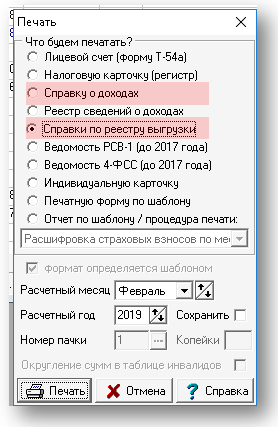 Печать
Что будем печатать?
Лицевой счет (форму Т-54а)
Налоговую карточку (регистр)
Справку о доходах
Реестр сведений о доходах
Справки по реестру выгрузки
Ведомость РСВ-1 (до 2017 года)
Ведомость 4-ФСС (до 2017 года)
Индивидуальную карточку
Печатную форму по шаблону
Отчет по шаблону / процедура печати:
Расшифровка страховых взносов по мес
Формат определяется шаблоном
Расчетный месяц Февраль
Расчетный год 2019 Сохранить
Номер пачки 1 ... Копейки
Округление сумм в таблице инвалидов
Печать Отмена ? Справка